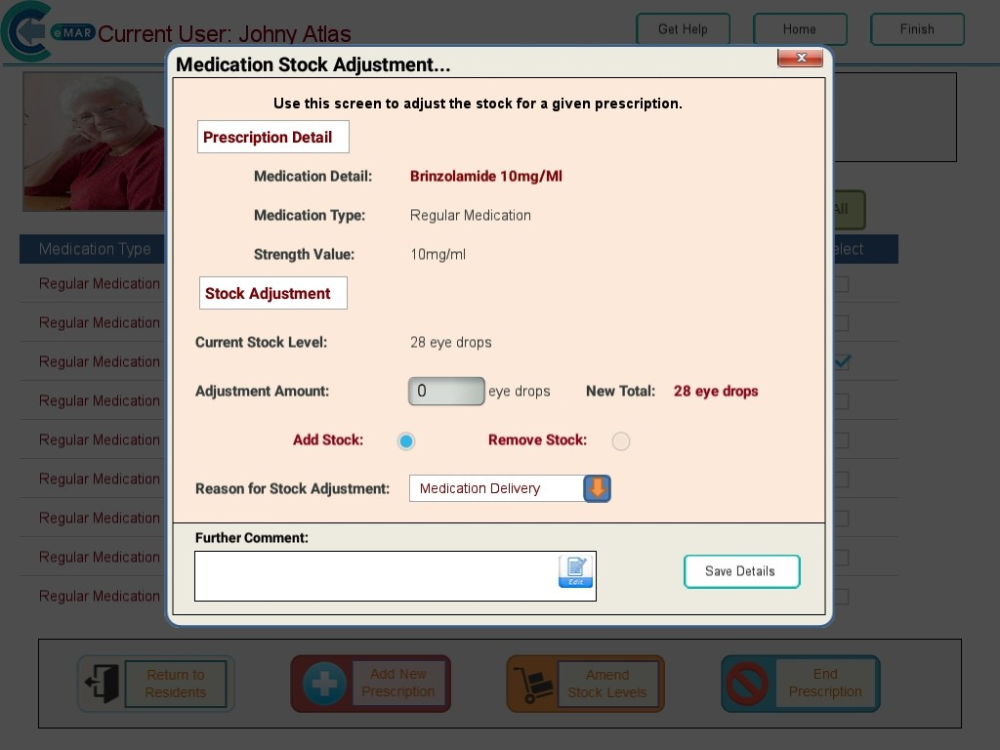 eMAR Current User: Johny Atlas
Get Help Home Finish
Medication Stock Adjustment...
x
Use this screen to adjust the stock for a given prescription.
Prescription Detail
Medication Detail: Brinzolamide 10mg/Ml
Medication Type: Regular Medication
Strength Value: 10mg/ml
Stock Adjustment
Current Stock Level: 28 eye drops
Adjustment Amount: 0 eye drops New Total: 28 eye drops
Add Stock: Remove Stock:
Reason for Stock Adjustment: Medication Delivery
Further Comment:
Edit
Save Details
All
Medication Type elect
Regular Medication
Regular Medication
Regular Medication
Regular Medication
Regular Medication
Regular Medication
Regular Medication
Regular Medication
Regular Medication
Return to
Residents
Add New
Prescription
Amend
Stock Levels
End
Prescription